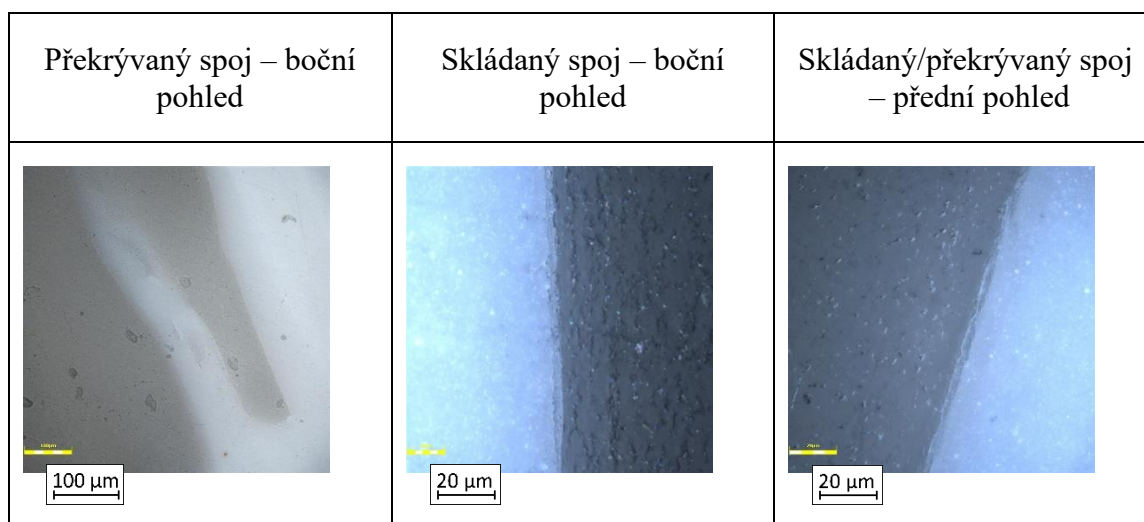 Překrývaný spoj – boční
pohled
Skládaný spoj – boční
pohled
Skládaný/překrývaný spoj
– přední pohled
100 µm
20 µm
20 µm